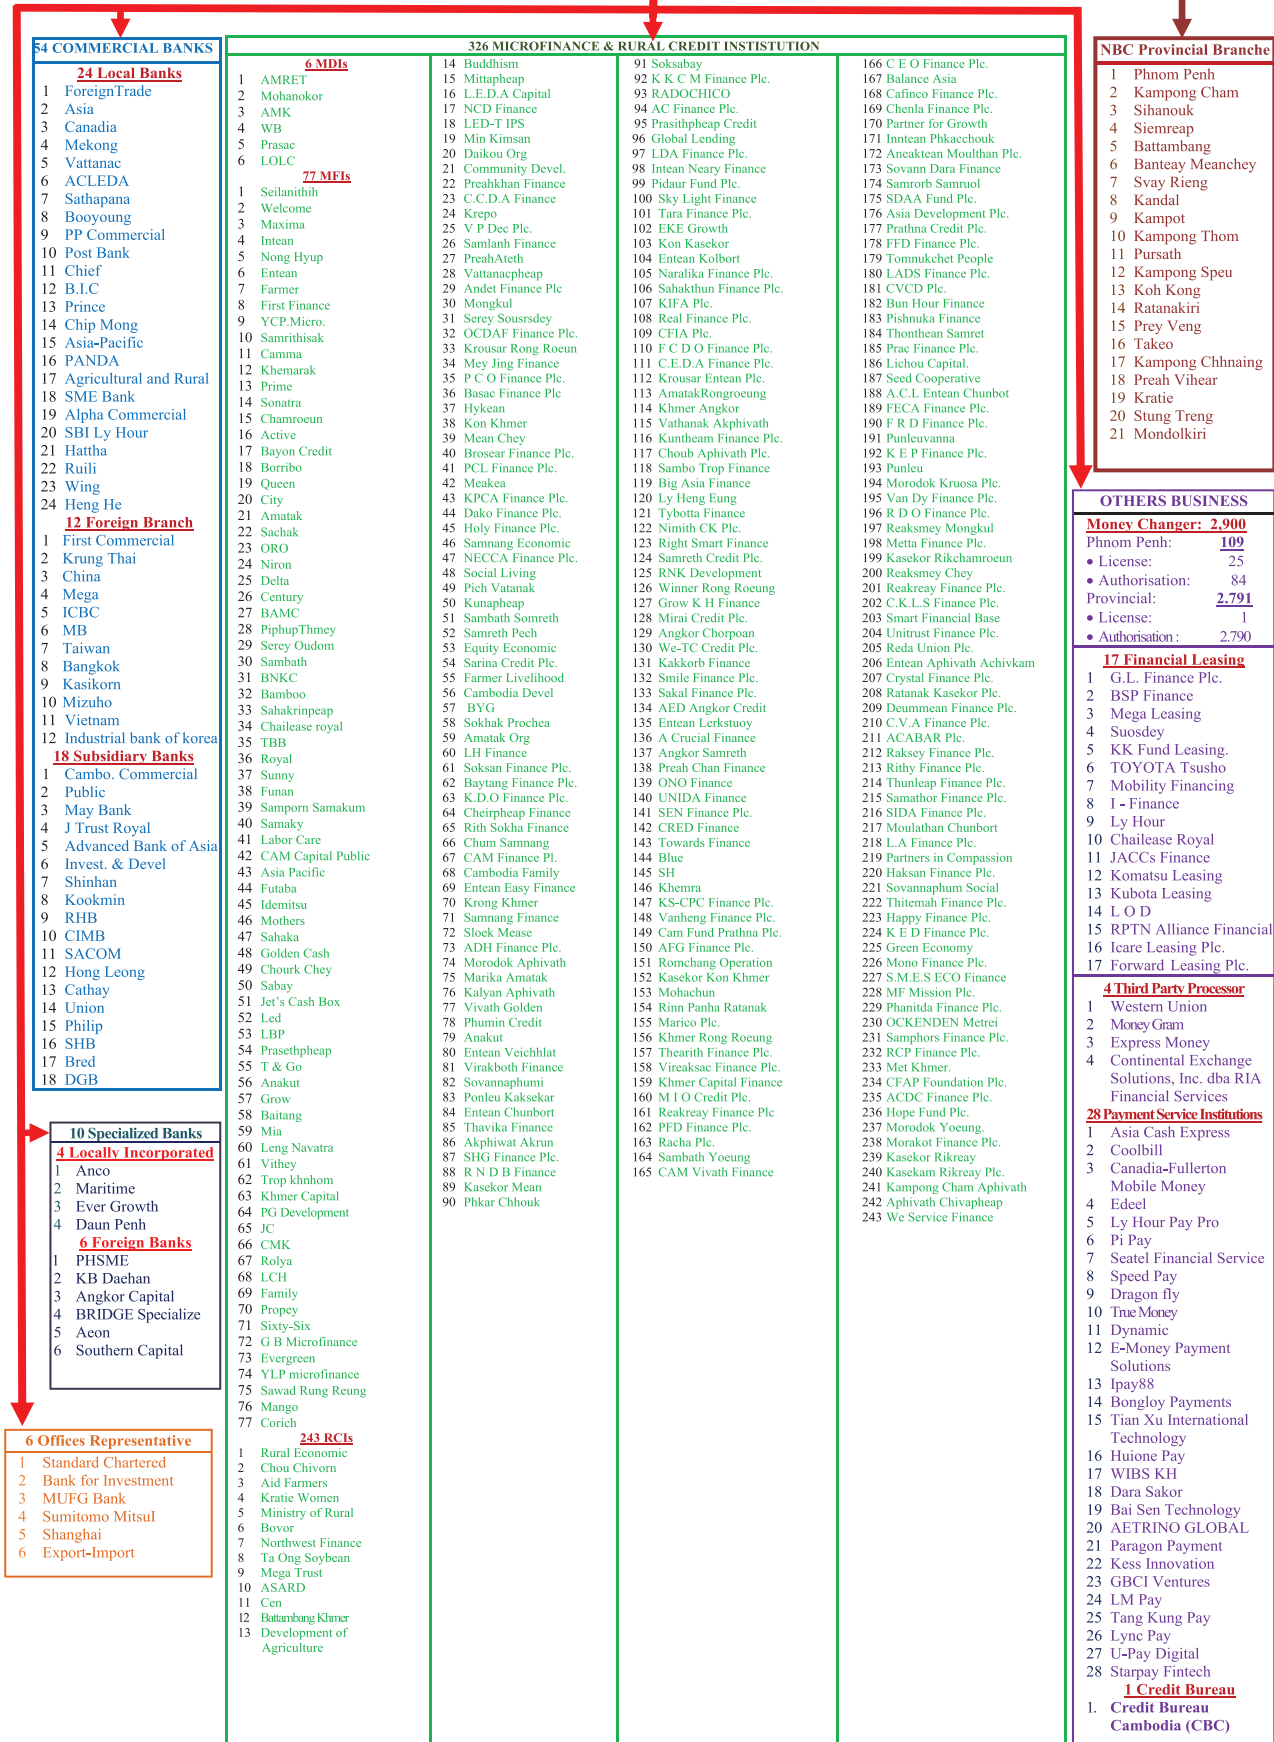 54 COMMERCIAL BANKS
24 Local Banks
1 ForeignTrade
2 Asia
3 Canadia
4 Mekong
5 Vattanac
6 ACLEDA
7 Sathapana
8 Booyoung
9 PP Commercial
10 Post Bank
11 Chief
12 B.I.C
13 Prince
14 Chip Mong
15 Asia-Pacific
16 PANDA
17 Agricultural and Rural
18 SME Bank
19 Alpha Commercial
20 SBI Ly Hour
21 Hattha
22 Ruili
23 Wing
24 Heng He
12 Foreign Branch
1 First Commercial
2 Krung Thai
3 China
4 Mega
5 ICBC
6 MB
7 Taiwan
8 Bangkok
9 Kasikorn
10 Mizuho
11 Vietnam
12 Industrial bank of korea
18 Subsidiary Banks
1 Cambo. Commercial
2 Public
3 May Bank
4 J Trust Royal
5 Advanced Bank of Asia
6 Invest. & Devel
7 Shinhan
8 Kookmin
9 RHB
10 CIMB
11 SACOM
12 Hong Leong
13 Cathay
14 Union
15 Philip
16 SHB
17 Bred
18 DGB
10 Specialized Banks
4 Locally Incorporated
1 Anco
2 Maritime
3 Ever Growth
4 Daun Penh
6 Foreign Banks
1 PHSME
2 KB Daehan
3 Angkor Capital
4 BRIDGE Specialize
5 Aeon
6 Southern Capital
6 Offices Representative
1 Standard Chartered
2 Bank for Investment
3 MUFG Bank
4 Sumitomo MitsuI
5 Shanghai
6 Export-Import
326 MICROFINANCE & RURAL CREDIT INSTISTUTION
6 MDIs
1 AMRET
2 Mohanokor
3 AMK
4 WB
5 Prasac
6 LOLC
77 MFIs
1 Seilanithih
2 Welcome
3 Maxima
4 Intean
5 Nong Hyup
6 Entean
7 Farmer
8 First Finance
9 YCP.Micro.
10 Samrithisak
11 Camma
12 Khemarak
13 Prime
14 Sonatra
15 Chamroeun
16 Active
17 Bayon Credit
18 Borribo
19 Queen
20 City
21 Amatak
22 Sachak
23 ORO
24 Niron
25 Delta
26 Century
27 BAMC
28 PiphupThmey
29 Serey Oudom
30 Sambath
31 BNKC
32 Bamboo
33 Sahakrinpeap
34 Chailease royal
35 TBB
36 Royal
37 Sunny
38 Funan
39 Samporn Samakum
40 Samaky
41 Labor Care
42 CAM Capital Public
43 Asia Pacific
44 Futaba
45 Idemitsu
46 Mothers
47 Sahaka
48 Golden Cash
49 Chourk Chey
50 Sabay
51 Jet's Cash Box
52 Led
53 LBP
54 Prasethpheap
55 T & Go
56 Anakut
57 Grow
58 Baitang
59 Mia
60 Leng Navatra
61 Vithey
62 Trop khnhom
63 Khmer Capital
64 PG Development
65 JC
66 CMK
67 Rolya
68 LCH
69 Family
70 Propey
71 Sixty-Six
72 G B Microfinance
73 Evergreen
74 YLP microfinance
75 Sawad Rung Reung
76 Mango
77 Corich
243 RCIs
1 Rural Economic
2 Chou Chivorn
3 Aid Farmers
4 Kratie Women
5 Ministry of Rural
6 Bovor
7 Northwest Finance
8 Ta Ong Soybean
9 Mega Trust
10 ASARD
11 Cen
12 Battambang Khmer
13 Development of
Agriculture
14 Buddhism
15 Mittapheap
16 L.E.D.A Capital
17 NCD Finance
18 LED-T IPS
19 Min Kimsan
20 Daikou Org
21 Community Devel.
22 Preahkhan Finance
23 C.C.D.A Finance
24 Krepo
25 V P Dec Plc.
26 Samlanh Finance
27 PreahAteth
28 Vattanacpheap
29 Andet Finance Plc
30 Mongkul
31 Serey Sousrsdey
32 OCDAF Finance Plc.
33 Krousar Rong Roeun
34 Mey Jing Finance
35 P C O Finance Plc.
36 Basac Finance Plc
37 Hykean
38 Kon Khmer
39 Mean Chey
40 Brosear Finance Plc.
41 PCL Finance Plc.
42 Meakea
43 KPCA Finance Plc.
44 Dako Finance Plc.
45 Holy Finance Plc.
46 Samnang Economic
47 NECCA Finance Plc.
48 Social Living
49 Pich Vatanak
50 Kunapheap
51 Sambath Somreth
52 Samreth Pech
53 Equity Economic
54 Sarina Credit Plc.
55 Farmer Livelihood
56 Cambodia Devel
57 BYG
58 Sokhak Prochea
59 Amatak Org
60 LH Finance
61 Soksan Finance Plc.
62 Baytang Finance Plc.
63 K.D.O Finance Plc.
64 Cheirpheap Finance
65 Rith Sokha Finance
66 Chum Samnang
67 CAM Finance Pl.
68 Cambodia Family
69 Entean Easy Finance
70 Krong Khmer
71 Samnang Finance
72 Sloek Mease
73 ADH Finance Plc.
74 Morodok Aphivath
75 Marika Amatak
76 Kalyan Aphivath
77 Vivath Golden
78 Phumin Credit
79 Anakut
80 Entean Veichhlat
81 Virakboth Finance
82 Sovannaphumi
83 Ponleu Kaksekar
84 Entean Chunbort
85 Thavika Finance
86 Akphiwat Akrun
87 SHG Finance Plc.
88 R N D B Finance
89 Kasekor Mean
90 Phkar Chhouk
91 Soksabay
92 K K C M Finance Plc.
93 RADOCHICO
94 AC Finance Plc.
95 Prasithpheap Credit
96 Global Lending
97 LDA Finance Plc.
98 Intean Neary Finance
99 Pidaur Fund Plc.
100 Sky Light Finance
101 Tara Finance Plc.
102 EKE Growth
103 Kon Kasekor
104 Entean Kolbort
105 Naralika Finance Plc.
106 Sahakthun Finance Plc.
107 KIFA Plc.
108 Real Finance Plc.
109 CFIA Plc.
110 F C D O Finance Plc.
111 C.E.D.A Finance Plc.
112 Krousar Entean Plc.
113 AmatakRongroeung
114 Khmer Angkor
115 Vathanak Akphivath
116 Kuntheam Finance Plc.
117 Choub Aphivath Plc.
118 Sambo Trop Finance
119 Big Asia Finance
120 Ly Heng Eung
121 Tybotta Finance
122 Nimith CK Plc.
123 Right Smart Finance
124 Samreth Credit Plc.
125 RNK Development
126 Winner Rong Roeung
127 Grow K H Finance
128 Mirai Credit Plc.
129 Angkor Chorpoan
130 We-TC Credit Plc.
131 Kakkorb Finance
132 Smile Finance Plc.
133 Sakal Finance Plc.
134 AED Angkor Credit
135 Entean Lerkstuoy
136 A Crucial Finance
137 Angkor Samreth
138 Preah Chan Finance
139 ONO Finance
140 UNIDA Finance
141 SEN Finance Plc.
142 CRED Finance
143 Towards Finance
144 Blue
145 SH
146 Khemra
147 KS-CPC Finance Plc.
148 Vanheng Finance Plc.
149 Cam Fund Prathna Plc.
150 AFG Finance Plc.
151 Romchang Operation
152 Kasekor Kon Khmer
153 Mohachun
154 Rinn Panha Ratanak
155 Marico Plc.
156 Khmer Rong Roeung
157 Thearith Finance Plc.
158 Vireaksac Finance Plc.
159 Khmer Capital Finance
160 M I O Credit Plc.
161 Reakreay Finance Plc
162 PFD Finance Plc.
163 Racha Plc.
164 Sambath Yoeung
165 CAM Vivath Finance
166 C E O Finance Plc.
167 Balance Asia
168 Cafinco Finance Plc.
169 Chenla Finance Plc.
170 Partner for Growth
171 Inntean Phkacchouk
172 Aneaktean Moulthan Plc.
173 Sovann Dara Finance
174 Samrorb Samruol
175 SDAA Fund Plc.
176 Asia Development Plc.
177 Prathna Credit Plc.
178 FFD Finance Plc.
179 Tomnukchet People
180 LADS Finance Plc.
181 CVCD Plc.
182 Bun Hour Finance
183 Pishnuka Finance
184 Thonthean Samret
185 Prac Finance Plc.
186 Lichou Capital.
187 Seed Cooperative
188 A.C.L Entean Chunbot
189 FECA Finance Plc.
190 F R D Finance Plc.
191 Punleuvanna
192 K E P Finance Plc.
193 Punleu
194 Morodok Kruosa Plc.
195 Van Dy Finance Plc.
196 R D O Finance Plc.
197 Reaksmey Mongkul
198 Metta Finance Plc.
199 Kasekor Rikchamroeun
200 Reaksmey Chey
201 Reakreay Finance Plc.
202 C.K.L.S Finance Plc.
203 Smart Financial Base
204 Unitrust Finance Plc.
205 Reda Union Plc.
206 Entean Aphivath Achivkam
207 Crystal Finance Plc.
208 Ratanak Kasekor Plc.
209 Deummean Finance Plc.
210 C.V.A Finance Plc.
211 ACABAR Plc.
212 Raksey Finance Plc.
213 Rithy Finance Plc.
214 Thunleap Finance Plc.
215 Samathor Finance Plc.
216 SIDA Finance Plc.
217 Moulathan Chunbort
218 L.A Finance Plc.
219 Partners in Compassion
220 Haksan Finance Plc.
221 Sovannaphum Social
222 Thitemah Finance Plc.
223 Happy Finance Plc.
224 K E D Finance Plc.
225 Green Economy
226 Mono Finance Plc.
227 S.M.E.S ECO Finance
228 MF Mission Plc.
229 Phanitda Finance Plc.
230 OCKENDEN Metrei
231 Samphors Finance Plc.
232 RCP Finance Plc.
233 Met Khmer.
234 CFAP Foundation Plc.
235 ACDC Finance Plc.
236 Hope Fund Plc.
237 Morodok Yoeung.
238 Morakot Finance Plc.
239 Kasekor Rikreay
240 Kasekam Rikreay Plc.
241 Kampong Cham Aphivath
242 Aphivath Chivapheap
243 We Service Finance
NBC Provincial Branche
1 Phnom Penh
2 Kampong Cham
3 Sihanouk
4 Siemreap
5 Battambang
6 Banteay Meanchey
7 Svay Rieng
8 Kandal
9 Kampot
10 Kampong Thom
11 Pursath
12 Kampong Speu
13 Koh Kong
14 Ratanakiri
15 Prey Veng
16 Takeo
17 Kampong Chhnaing
18 Preah Vihear
19 Kratie
20 Stung Treng
21 Mondolkiri
OTHERS BUSINESS
Money Changer: 2,900
Phnom Penh: 109
• License: 25
• Authorisation: 84
Provincial: 2.791
• License: 1
• Authorisation : 2.790
17 Financial Leasing
1 G.L. Finance Plc.
2 BSP Finance
3 Mega Leasing
4 Suosdey
5 KK Fund Leasing.
6 TOYOTA Tsusho
7 Mobility Financing
8 I - Finance
9 Ly Hour
10 Chailease Royal
11 JACCs Finance
12 Komatsu Leasing
13 Kubota Leasing
14 L O D
15 RPTN Alliance Financial
16 Icare Leasing Plc.
17 Forward Leasing Plc.
4 Third Party Processor
1 Western Union
2 Money Gram
3 Express Money
4 Continental Exchange
Solutions, Inc. dba RIA
Financial Services
28 Payment Service Institutions
1 Asia Cash Express
2 Coolbill
3 Canadia-Fullerton
Mobile Money
4 Edeel
5 Ly Hour Pay Pro
6 Pi Pay
7 Seatel Financial Service
8 Speed Pay
9 Dragon fly
10 True Money
11 Dynamic
12 E-Money Payment
Solutions
13 Ipay88
14 Bongloy Payments
15 Tian Xu International
Technology
16 Huione Pay
17 WIBS KH
18 Dara Sakor
19 Bai Sen Technology
20 AETRINO GLOBAL
21 Paragon Payment
22 Kess Innovation
23 GBCI Ventures
24 LM Pay
25 Tang Kung Pay
26 Lync Pay
27 U-Pay Digital
28 Starpay Fintech
1 Credit Bureau
1. Credit Bureau
Cambodia (CBC)